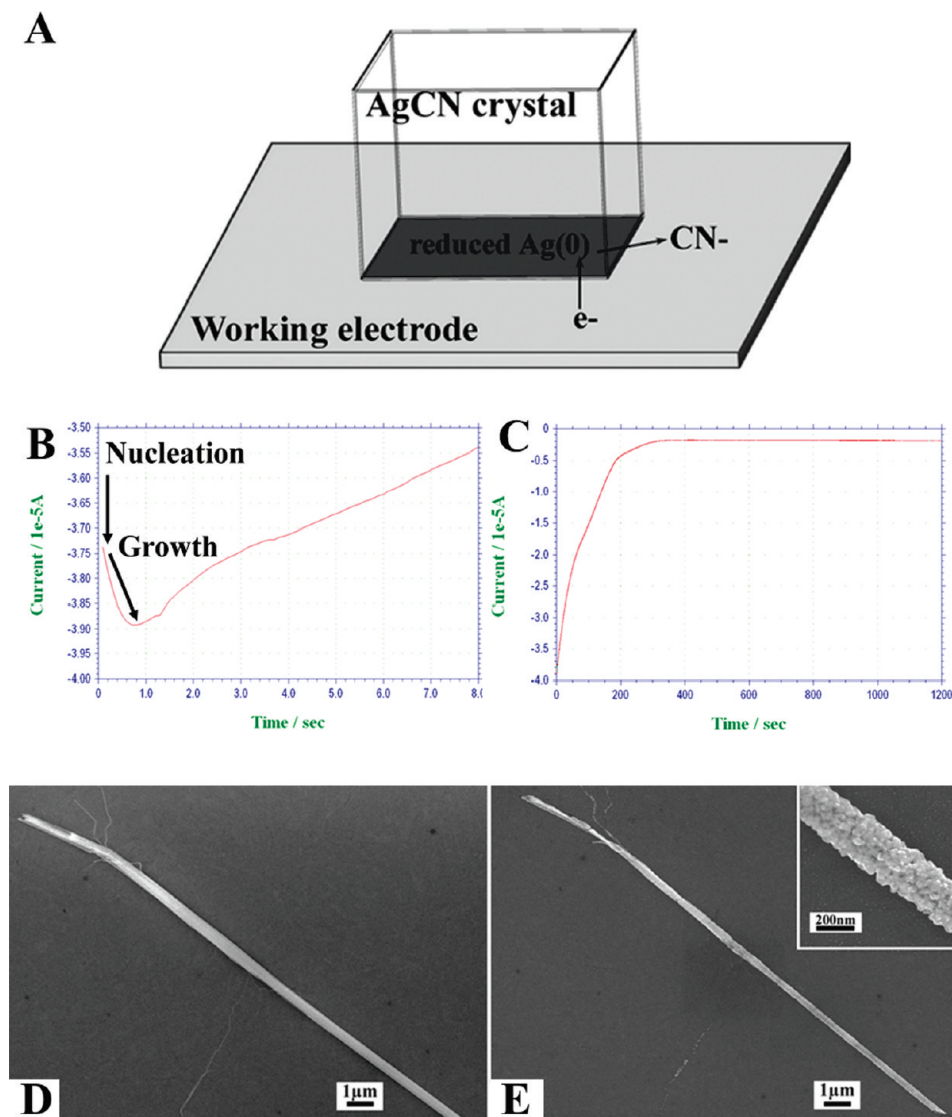 A
AgCN crystal
reduced Ag(0)
CN-
e-
Working electrode
B
Nucleation
Growth
Current / 1e-5A
-3.50
-3.55
-3.60
-3.65
-3.70
-3.75
-3.80
-3.85
-3.90
-3.95
-4.00
0
1.0
2.0
3.0
4.0
5.0
6.0
7.0
8.0
Time / sec
C
Current / 1e-5A
0
-0.5
-1.0
-1.5
-2.0
-2.5
-3.0
-3.5
-4.0
0
200
400
600
800
1000
1200
Time / sec
D
1µm
E
1µm
200nm